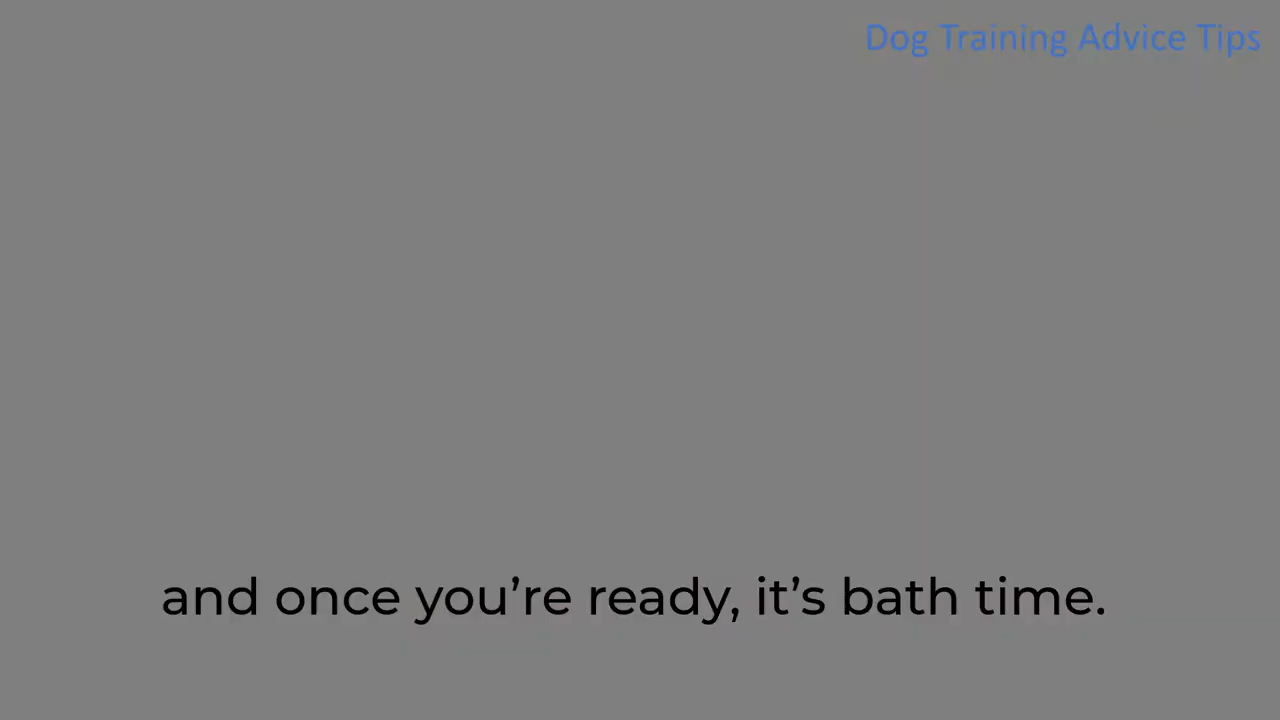 Dog Training Advice Tips
and once you’re ready, it’s bath time.